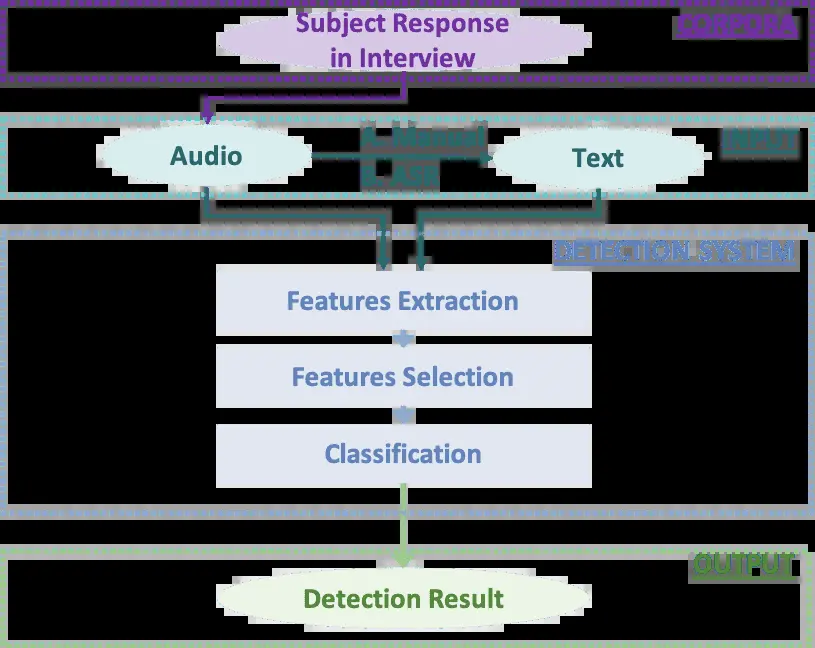 Subject Response
in Interview
CORPORA
Audio
A. Manual
B. ASR
Text
INPUT
DETECTION SYSTEM
Features Extraction
Features Selection
Classification
OUTPUT
Detection Result